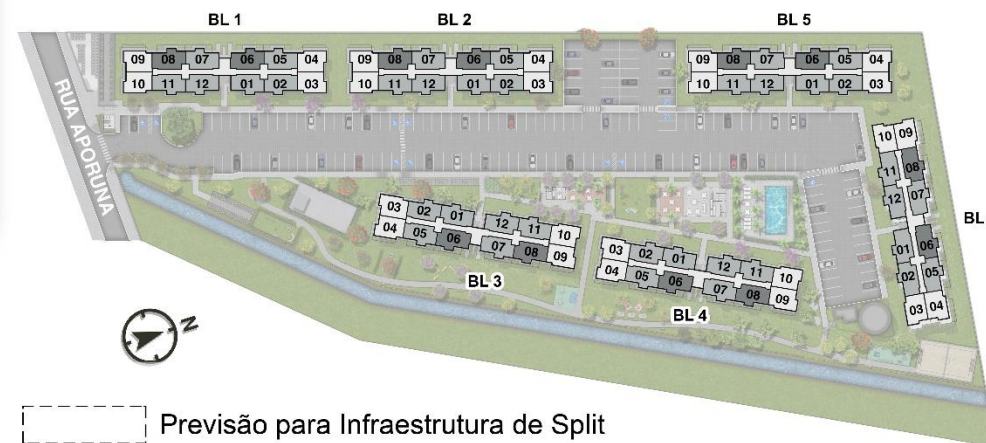 BL 1 BL 2 BL 5
09 08 07 06 05 04 09 08 07 06 05 04 09 08 07 06 05 04
10 11 12 01 02 03 10 11 12 01 02 03 10 11 12 01 02 03
RUA APORUNA
10 09
11 08
12 07
01 06
02 05
03 04
BL
03 02 01 12 11 10
04 05 06 07 08 09
BL 3
03 02 01 12 11 10
04 05 06 07 08 09
BL 4
N
Previsão para Infraestrutura de Split